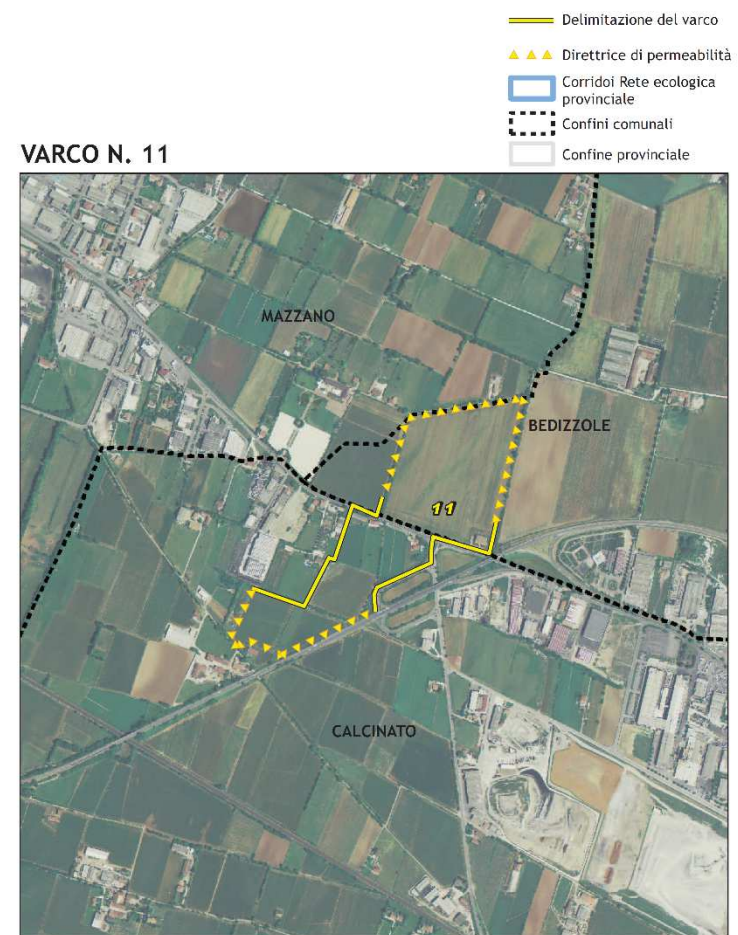 Delimitazione del varco
Direttrice di permeabilità
Corridoi Rete ecologica
provinciale
Confini comunali
Confine provinciale
VARCO N. 11
MAZZANO
BEDIZZOLE
11
CALCINATO